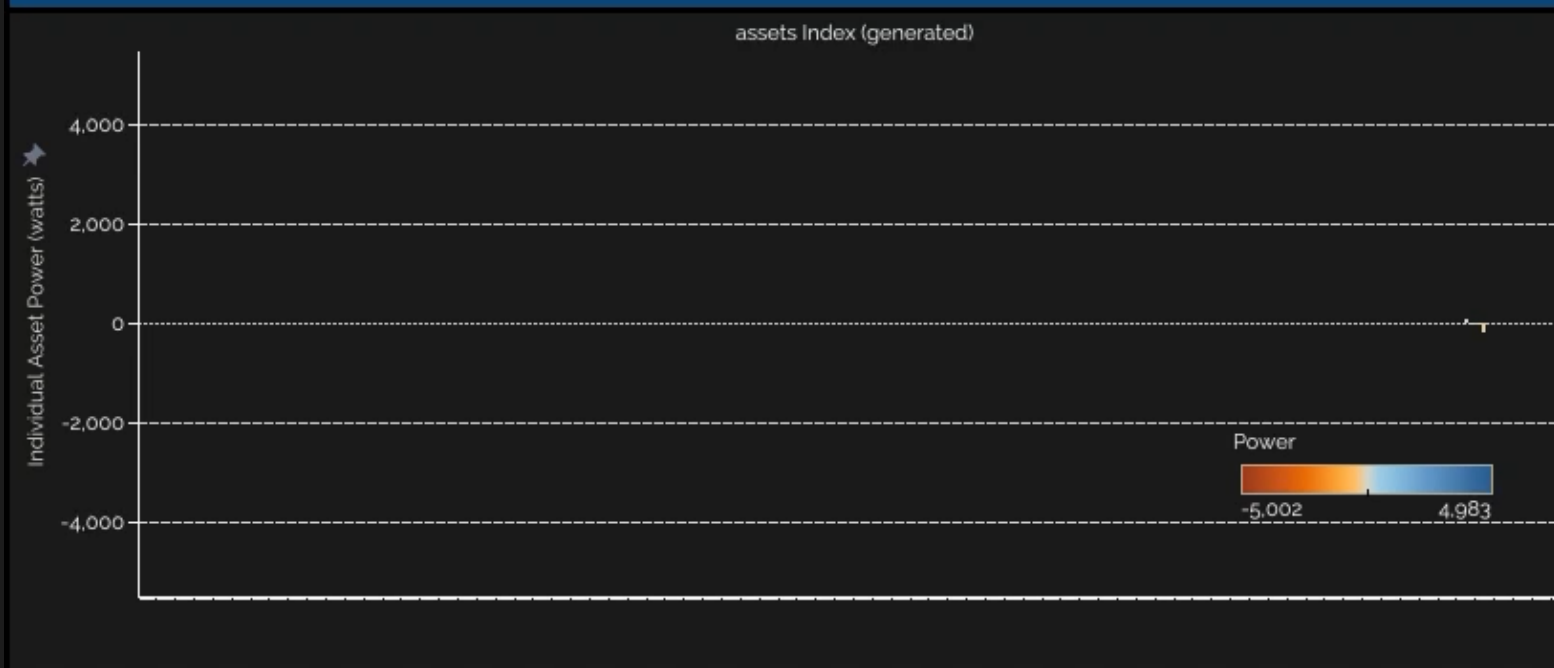 assets Index (generated)
Individual Asset Power (watts)
4,000
2,000
0
-2,000
-4,000
Power
-5,002
4,983